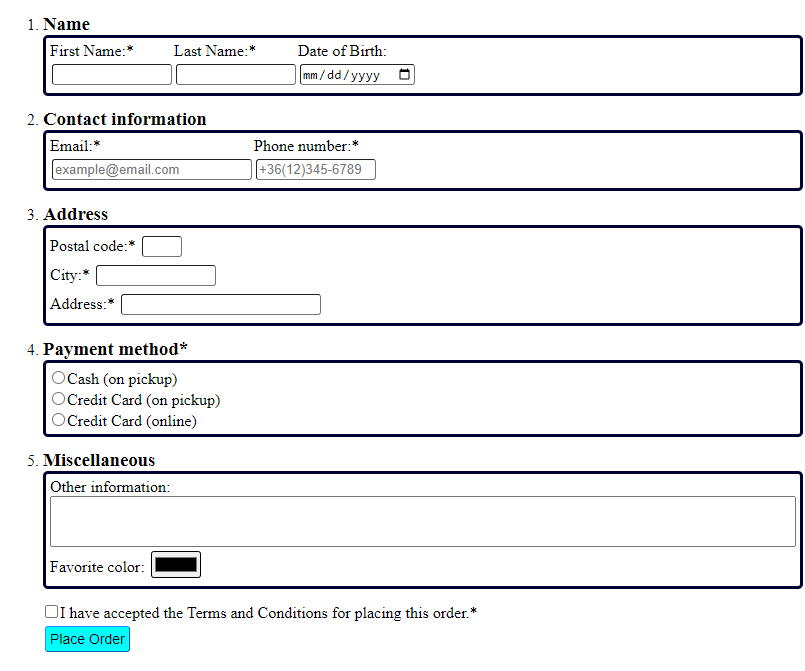 1. Name
First Name:* Last Name:* Date of Birth:
mm/dd/yyyy
2. Contact information
Email:* Phone number:*
example@email.com +36(12)345-6789
3. Address
Postal code:*
City:*
Address:*
4. Payment method*
Cash (on pickup)
Credit Card (on pickup)
Credit Card (online)
5. Miscellaneous
Other information:
Favorite color:
I have accepted the Terms and Conditions for placing this order.*
Place Order